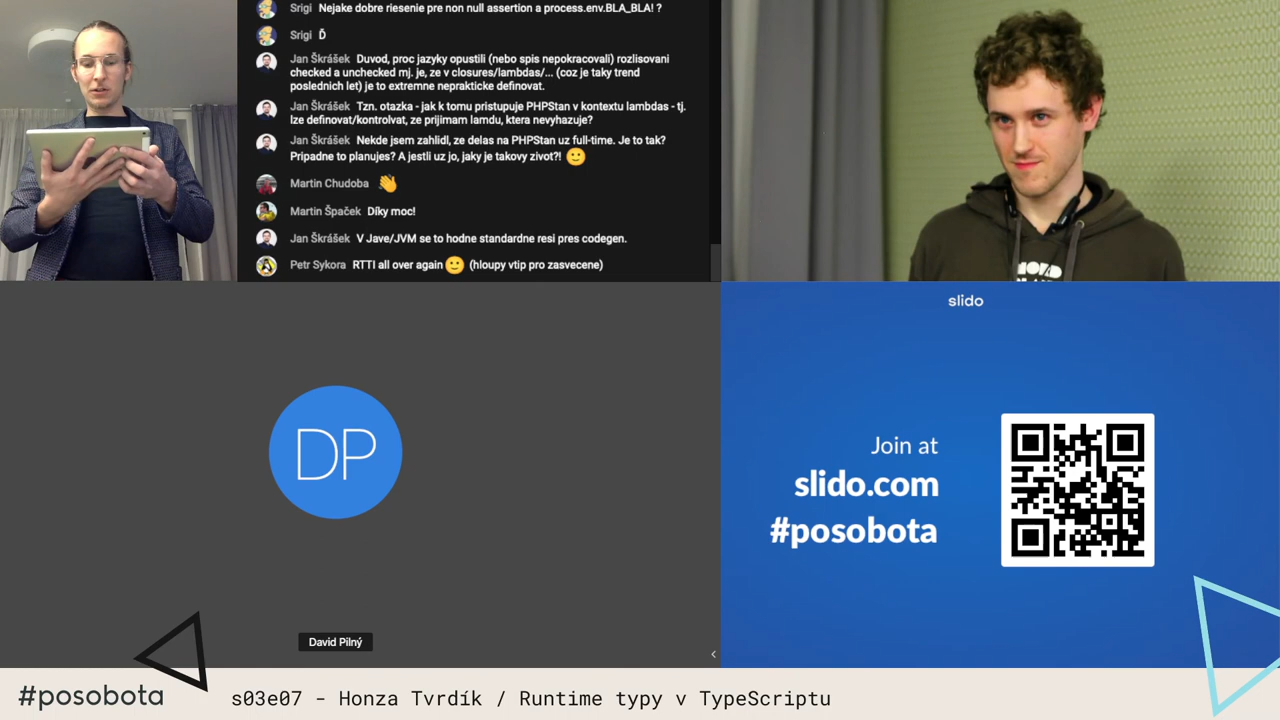 Srigi Nejake dobre riesenie pre non null assertion a process.env.BLA_BLA! ?
Srigi Ď
Jan Škrášek Duvod, proc jazyky opustili (nebo spis nepokracovali) rozlisovani
checked a unchecked mj. je, ze v closures/lambdas/... (coz je taky trend
poslednich let) je to extremne neprakticke definovat.
Jan Škrášek Tzn. otazka - jak k tomu pristupuje PHPStan v kontextu lambdas - tj.
lze definovat/kontrolvat, ze prijimam lamdu, ktera nevyhazuje?
Jan Škrášek Nekde jsem zahlidl, ze delas na PHPStan uz full-time. Je to tak?
Pripadne to planujes? A jestli uz jo, jaky je takovy zivot?! 🙂
Martin Chudoba 👏
Martin Špaček Díky moc!
Jan Škrášek V Jave/JVM se to hodne standardne resi pres codegen.
Petr Sykora RTTI all over again 🙂 (hloupy vtip pro zasvecene)
slido
Join at
slido.com
#posobota
DP
David Pilný
#posobota
s03e07 - Honza Tvrdík / Runtime typy v TypeScriptu